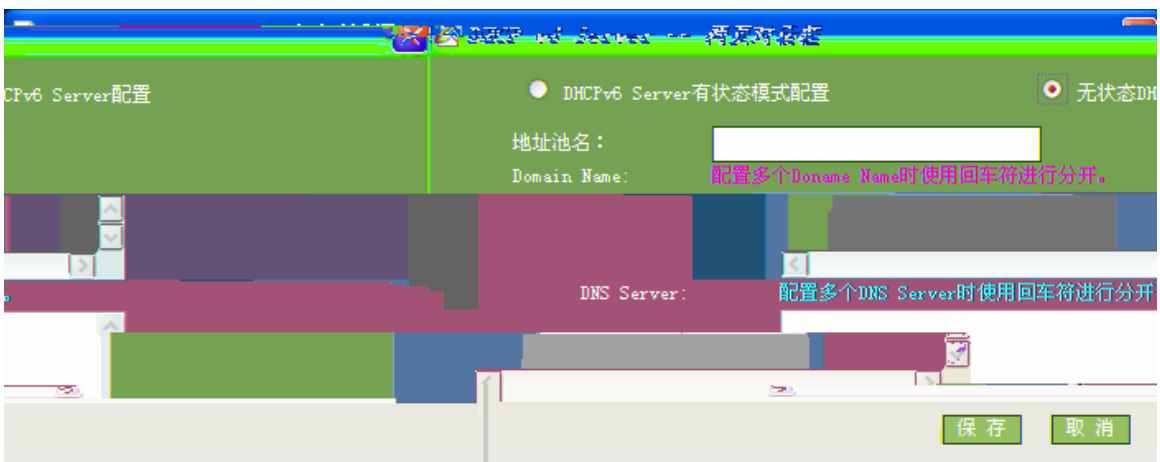 CPv6 Server配置
DHCPv6 Server有状态模式配置
无状态DH
地址池名：
Domain Name:
配置多个Doname Name时使用回车符进行分开。
DNS Server:
配置多个DNS Server时使用回车符进行分开
保存
取消